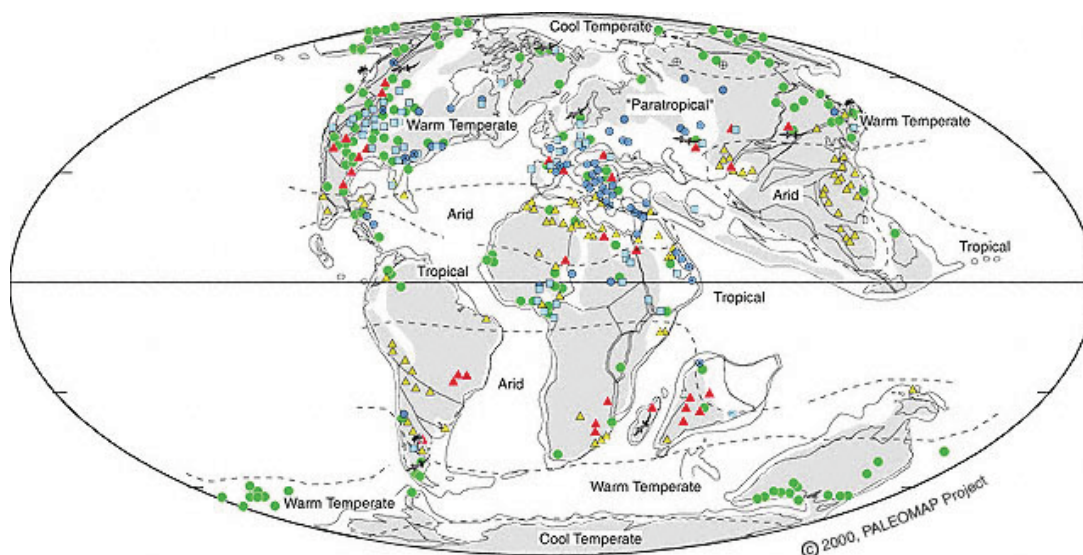 Cool Temperate
"Paratropical"
Warm Temperate
Warm Temperate
Arid
Arid
Tropical
Tropical
Tropical
Arid
Warm Temperate
Warm Temperate
Cool Temperate
© 2000, PALEOMAP Project